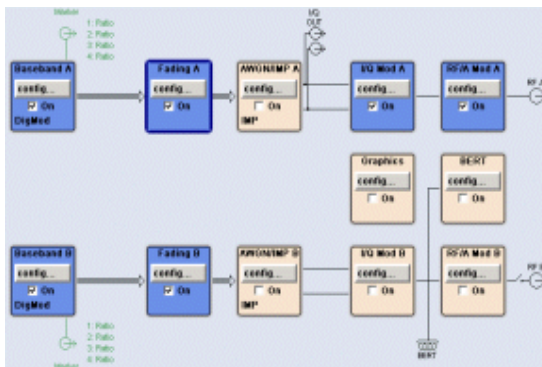 Marker
1: Ratio
2: Ratio
3: Ratio
4: Ratio
I/Q
OUT
Baseband A
config...
On
DigMod
Fading A
config...
On
AWGN/IMP A
config...
On
IMP
I/Q Mod A
config...
On
RF/A Mod A
config...
On
RF A
Graphics
config...
On
BERT
config...
On
Baseband B
config...
On
DigMod
Fading B
config...
On
AWGN/IMP B
config...
On
IMP
I/Q Mod B
config...
On
RF/A Mod B
config...
On
RF B
1: Ratio
2: Ratio
3: Ratio
4: Ratio
Marker
BERT